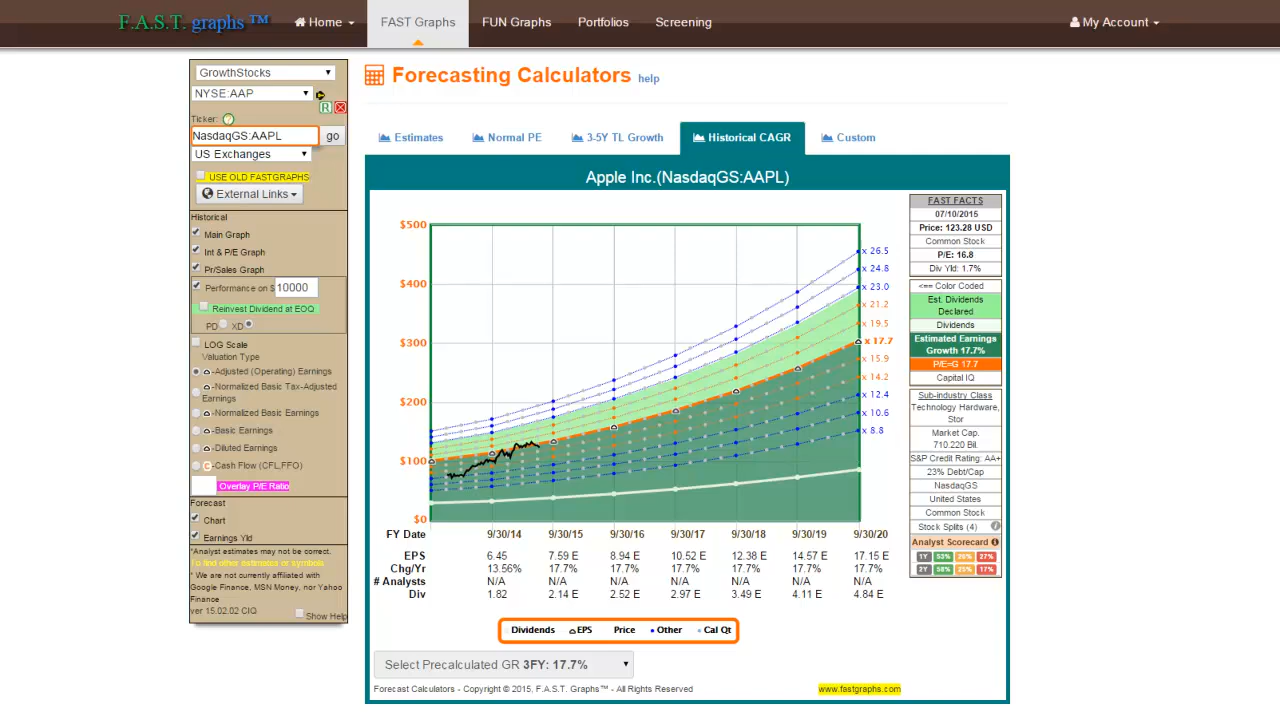 F.A.S.T. graphs ™
Home
FAST Graphs
FUN Graphs
Portfolios
Screening
My Account
GrowthStocks
NYSE:AAP
R
Ticker: ?
NasdaqGS:AAPL go
US Exchanges
USE OLD FASTGRAPHS
External Links
Historical
Main Graph
Int & P/E Graph
Pr/Sales Graph
Performance on $ 10000
Reinvest Dividend at EOQ
PD XD
LOG Scale
Valuation Type
-Adjusted (Operating) Earnings
-Normalized Basic Tax-Adjusted
Earnings
-Normalized Basic Earnings
-Basic Earnings
-Diluted Earnings
C -Cash Flow (CFL,FFO)
Overlay P/E Ratio
Forecast
Chart
Earnings Yld
*Analyst estimates may not be correct.
To find other estimates or symbols
* We are not currently affiliated with
Google Finance, MSN Money, nor Yahoo
Finance
ver 15.02.02 CIQ
Show Help
Forecasting Calculators help
Estimates
Normal PE
3-5Y TL Growth
Historical CAGR
Custom
Apple Inc.(NasdaqGS:AAPL)
$500
$400
$300
$200
$100
$0
x 26.5
x 24.8
x 23.0
x 21.2
x 19.5
x 17.7
x 15.9
x 14.2
x 12.4
x 10.6
x 8.8
FY Date 9/30/14 9/30/15 9/30/16 9/30/17 9/30/18 9/30/19 9/30/20
EPS 6.45 7.59 E 8.94 E 10.52 E 12.38 E 14.57 E 17.15 E
Chg/Yr 13.56% 17.7% 17.7% 17.7% 17.7% 17.7% 17.7%
# Analysts N/A N/A N/A N/A N/A N/A N/A
Div 1.82 2.14 E 2.52 E 2.97 E 3.49 E 4.11 E 4.84 E
Dividends EPS Price Other Cal Qt
Select Precalculated GR 3FY: 17.7%
Forecast Calculators - Copyright © 2015, F.A.S.T. Graphs™ - All Rights Reserved
www.fastgraphs.com
FAST FACTS
07/10/2015
Price: 123.28 USD
Common Stock
P/E: 16.8
Div Yld: 1.7%
<== Color Coded
Est. Dividends
Declared
Dividends
Estimated Earnings
Growth 17.7%
P/E=G 17.7
Capital IQ
Sub-industry Class
Technology Hardware,
Stor
Market Cap.
710.220 Bil.
S&P Credit Rating: AA+
23% Debt/Cap
NasdaqGS
United States
Common Stock
Stock Splits (4)
Analyst Scorecard
1Y 53% 20% 27%
2Y 58% 25% 17%